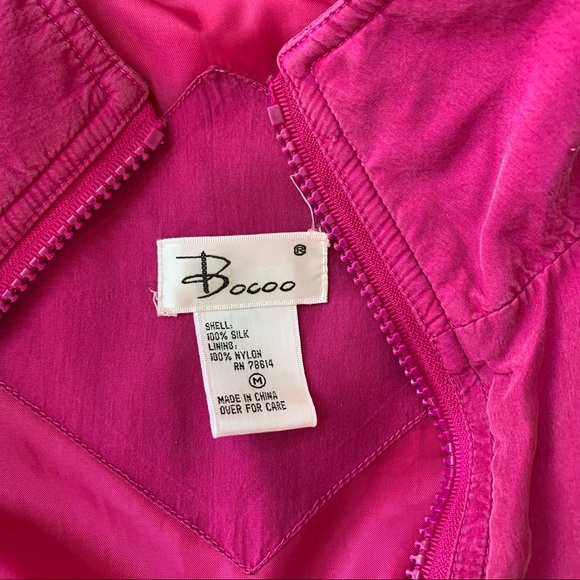 Bocoo ®
SHELL:
100% SILK
LINING:
100% NYLON
RN 78614
M
MADE IN CHINA
OVER FOR CARE